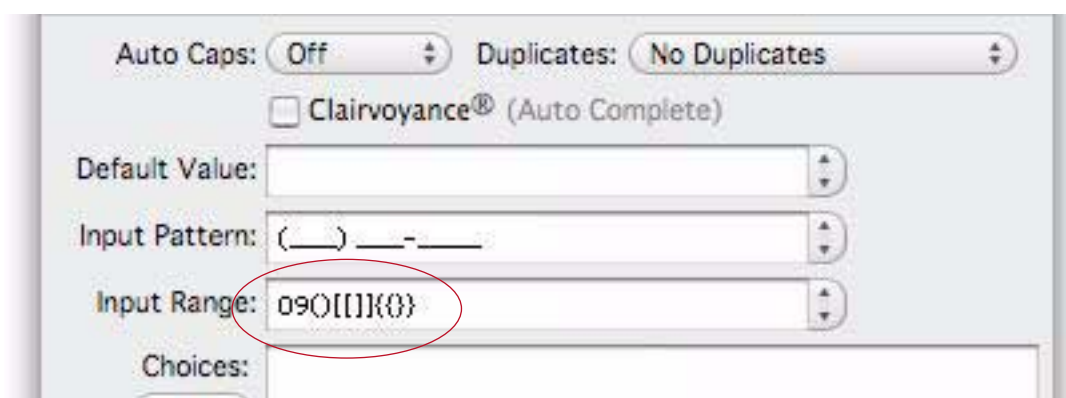 Auto Caps: Off Duplicates: No Duplicates
Clairvoyance® (Auto Complete)
Default Value:
Input Pattern: (___) ___-____
Input Range: 09()[[]]{{}}
Choices: